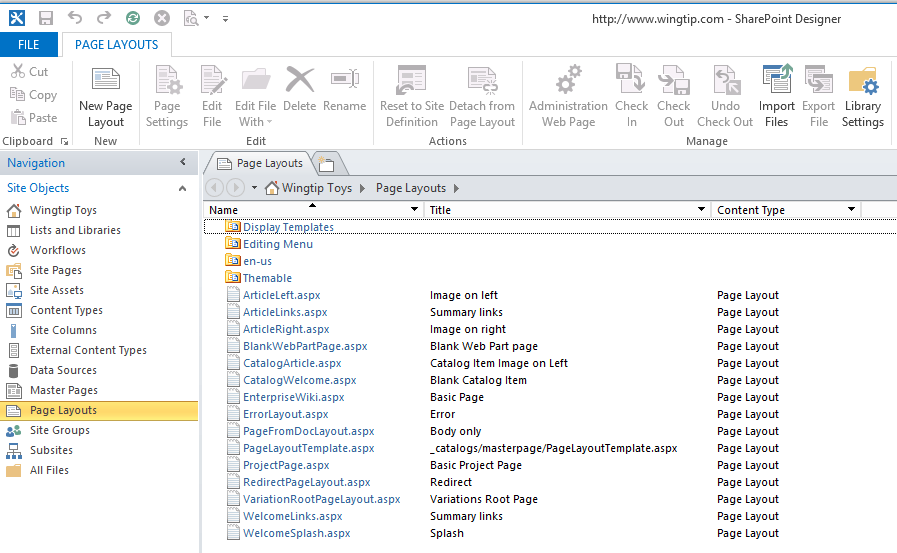 http://www.wingtip.com - SharePoint Designer
FILE PAGE LAYOUTS
Cut
Copy
Paste
Clipboard
New Page Layout
New
Page Settings
Edit File
Edit File With
Delete
Rename
Edit
Reset to Site Definition
Detach from Page Layout
Actions
Administration Web Page
Check In
Check Out
Undo Check Out
Import Files
Export File
Library Settings
Manage
Navigation
Site Objects
Wingtip Toys
Lists and Libraries
Workflows
Site Pages
Site Assets
Content Types
Site Columns
External Content Types
Data Sources
Master Pages
Page Layouts
Site Groups
Subsites
All Files
Page Layouts
Wingtip Toys Page Layouts
Name Title Content Type
Display Templates
Editing Menu
en-us
Themable
ArticleLeft.aspx Image on left Page Layout
ArticleLinks.aspx Summary links Page Layout
ArticleRight.aspx Image on right Page Layout
BlankWebPartPage.aspx Blank Web Part page Page Layout
CatalogArticle.aspx Catalog Item Image on Left Page Layout
CatalogWelcome.aspx Blank Catalog Item Page Layout
EnterpriseWiki.aspx Basic Page Page Layout
ErrorLayout.aspx Error Page Layout
PageFromDocLayout.aspx Body only Page Layout
PageLayoutTemplate.aspx _catalogs/masterpage/PageLayoutTemplate.aspx Page Layout
ProjectPage.aspx Basic Project Page Page Layout
RedirectPageLayout.aspx Redirect Page Layout
VariationRootPageLayout.aspx Variations Root Page Page Layout
WelcomeLinks.aspx Summary links Page Layout
WelcomeSplash.aspx Splash Page Layout